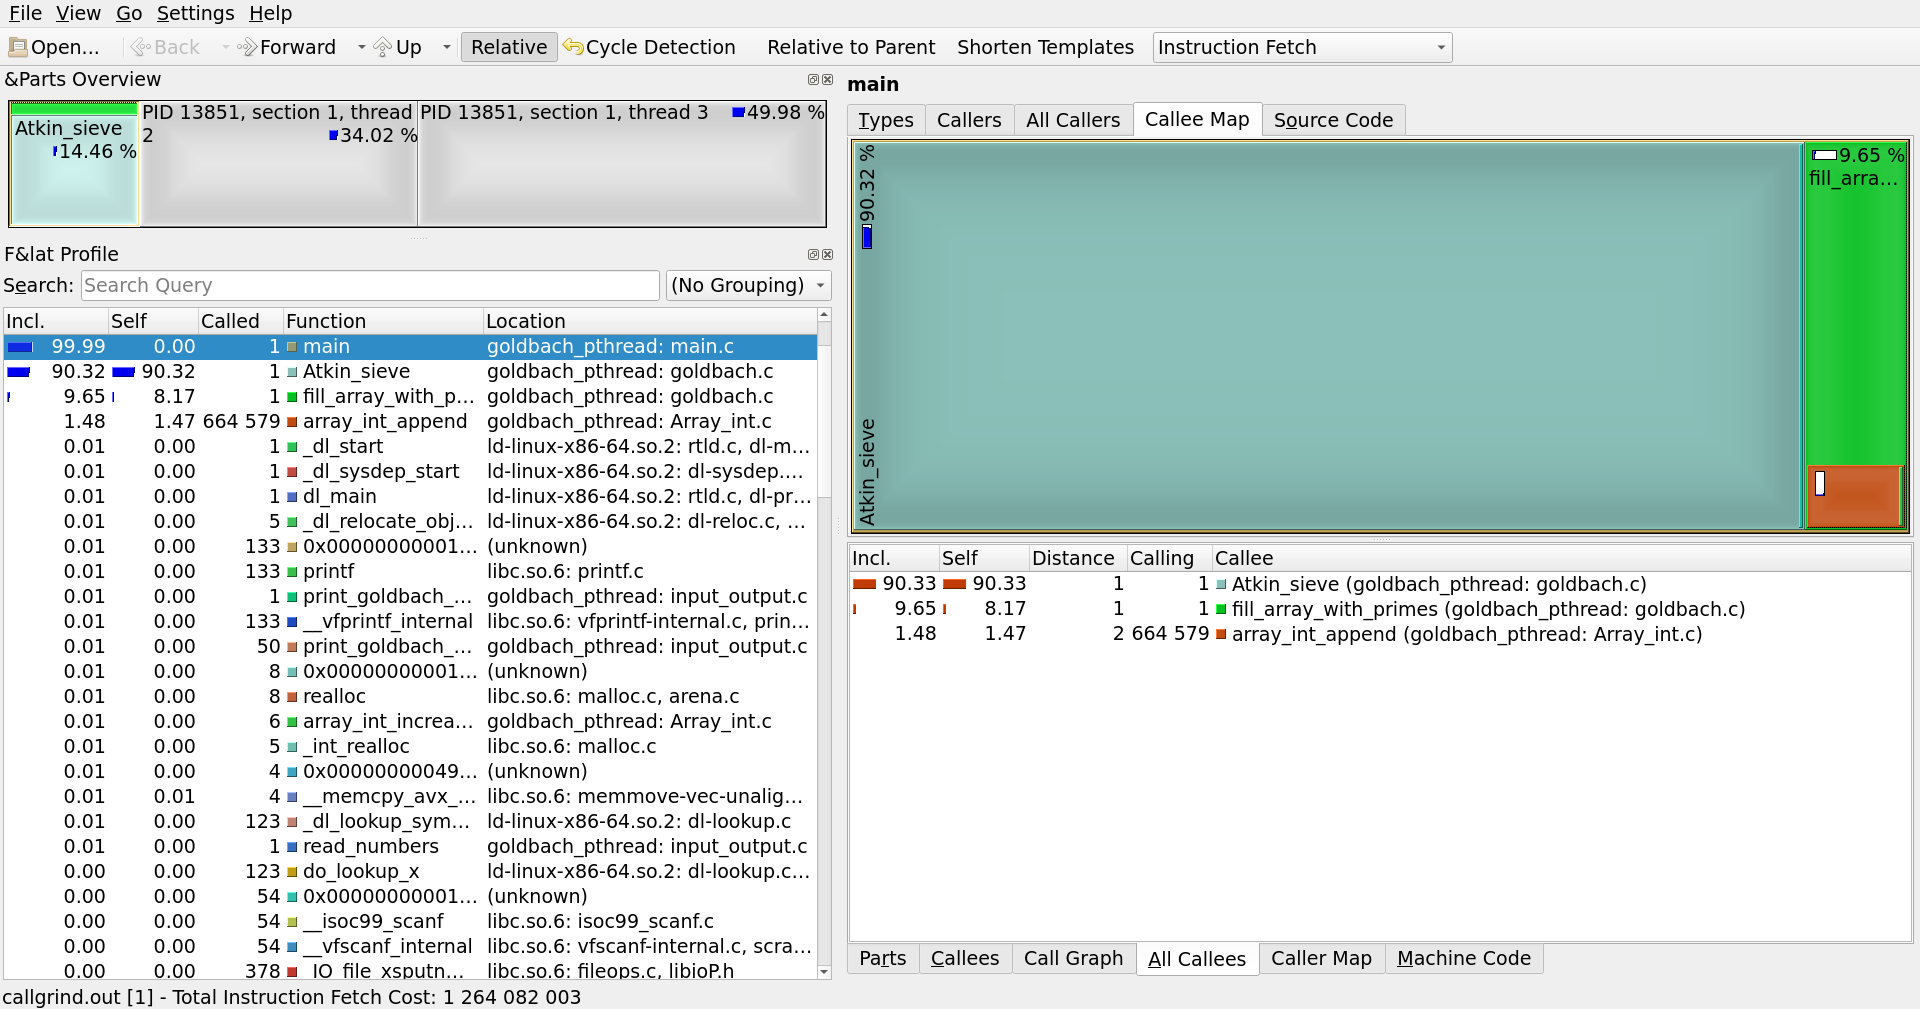 File View Go Settings Help
Open... Back Forward Up Relative Cycle Detection Relative to Parent Shorten Templates Instruction Fetch
&Parts Overview
Atkin_sieve
14.46 %
PID 13851, section 1, thread
2 34.02 %
PID 13851, section 1, thread 3 49.98 %
F&lat Profile
Search: Search Query (No Grouping)
Incl. Self Called Function Location
99.99 0.00 1 main goldbach_pthread: main.c
90.32 90.32 1 Atkin_sieve goldbach_pthread: goldbach.c
9.65 8.17 1 fill_array_with_p... goldbach_pthread: goldbach.c
1.48 1.47 664 579 array_int_append goldbach_pthread: Array_int.c
0.01 0.00 1 _dl_start ld-linux-x86-64.so.2: rtld.c, dl-m...
0.01 0.00 1 _dl_sysdep_start ld-linux-x86-64.so.2: dl-sysdep....
0.01 0.00 1 dl_main ld-linux-x86-64.so.2: rtld.c, dl-pr...
0.01 0.00 5 _dl_relocate_obj... ld-linux-x86-64.so.2: dl-reloc.c, ...
0.01 0.00 133 0x00000000001... (unknown)
0.01 0.00 133 printf libc.so.6: printf.c
0.01 0.00 1 print_goldbach_... goldbach_pthread: input_output.c
0.01 0.00 133 __vfprintf_internal libc.so.6: vfprintf-internal.c, prin...
0.01 0.00 50 print_goldbach_... goldbach_pthread: input_output.c
0.01 0.00 8 0x00000000001... (unknown)
0.01 0.00 8 realloc libc.so.6: malloc.c, arena.c
0.01 0.00 6 array_int_increa... goldbach_pthread: Array_int.c
0.01 0.00 5 _int_realloc libc.so.6: malloc.c
0.01 0.00 4 0x00000000049... (unknown)
0.01 0.01 4 __memcpy_avx_... libc.so.6: memmove-vec-unalig...
0.01 0.00 123 _dl_lookup_sym... ld-linux-x86-64.so.2: dl-lookup.c
0.01 0.00 1 read_numbers goldbach_pthread: input_output.c
0.00 0.00 123 do_lookup_x ld-linux-x86-64.so.2: dl-lookup.c...
0.00 0.00 54 0x00000000001... (unknown)
0.00 0.00 54 __isoc99_scanf libc.so.6: isoc99_scanf.c
0.00 0.00 54 __vfscanf_internal libc.so.6: vfscanf-internal.c, scra...
0.00 0.00 378 _IO_file_xsputn... libc.so.6: fileops.c, libioP.h
main
Types Callers All Callers Callee Map Source Code
Atkin_sieve 90.32 %
9.65 %
fill_arra...
Incl. Self Distance Calling Callee
90.33 90.33 1 1 Atkin_sieve (goldbach_pthread: goldbach.c)
9.65 8.17 1 1 fill_array_with_primes (goldbach_pthread: goldbach.c)
1.48 1.47 2 664 579 array_int_append (goldbach_pthread: Array_int.c)
Parts Callees Call Graph All Callees Caller Map Machine Code
callgrind.out [1] - Total Instruction Fetch Cost: 1 264 082 003